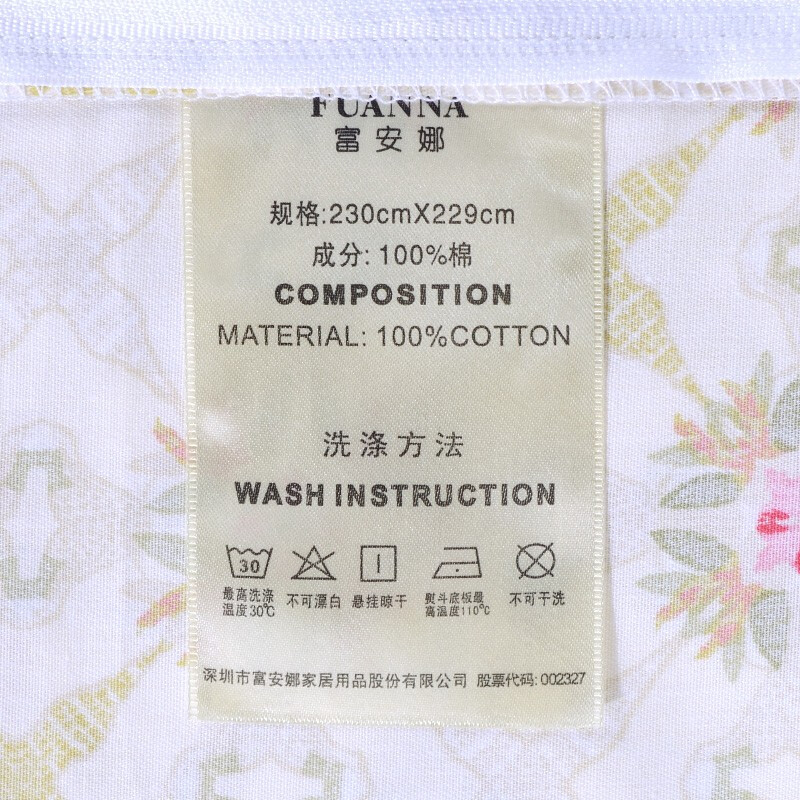 FUANNA
富安娜
规格:230cmX229cm
成分: 100%棉
COMPOSITION
MATERIAL: 100%COTTON
洗涤方法
WASH INSTRUCTION
30
最高洗涤 不可漂白 悬挂晾干 熨斗底板最 不可干洗
温度30℃ 高温度110℃
深圳市富安娜家居用品股份有限公司 股票代码: 002327